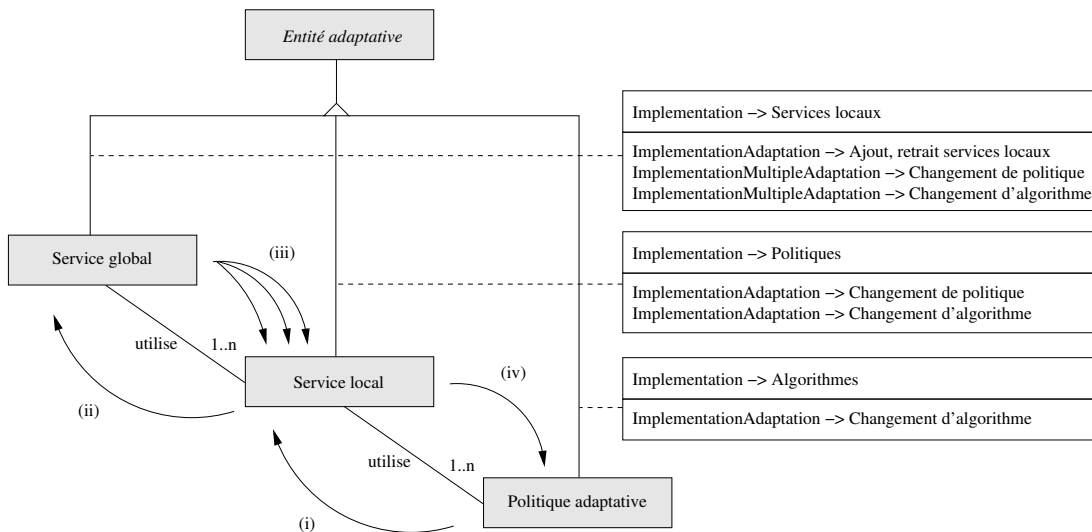 Entité adaptative
Implementation −> Services locaux
ImplementationAdaptation −> Ajout, retrait services locaux
ImplementationMultipleAdaptation −> Changement de politique
ImplementationMultipleAdaptation −> Changement d'algorithme
Service global
(iii)
Implementation −> Politiques
ImplementationAdaptation −> Changement de politique
ImplementationAdaptation −> Changement d'algorithme
utilise
1..n
Service local
(iv)
(ii)
Implementation −> Algorithmes
ImplementationAdaptation −> Changement d'algorithme
utilise
1..n
Politique adaptative
(i)